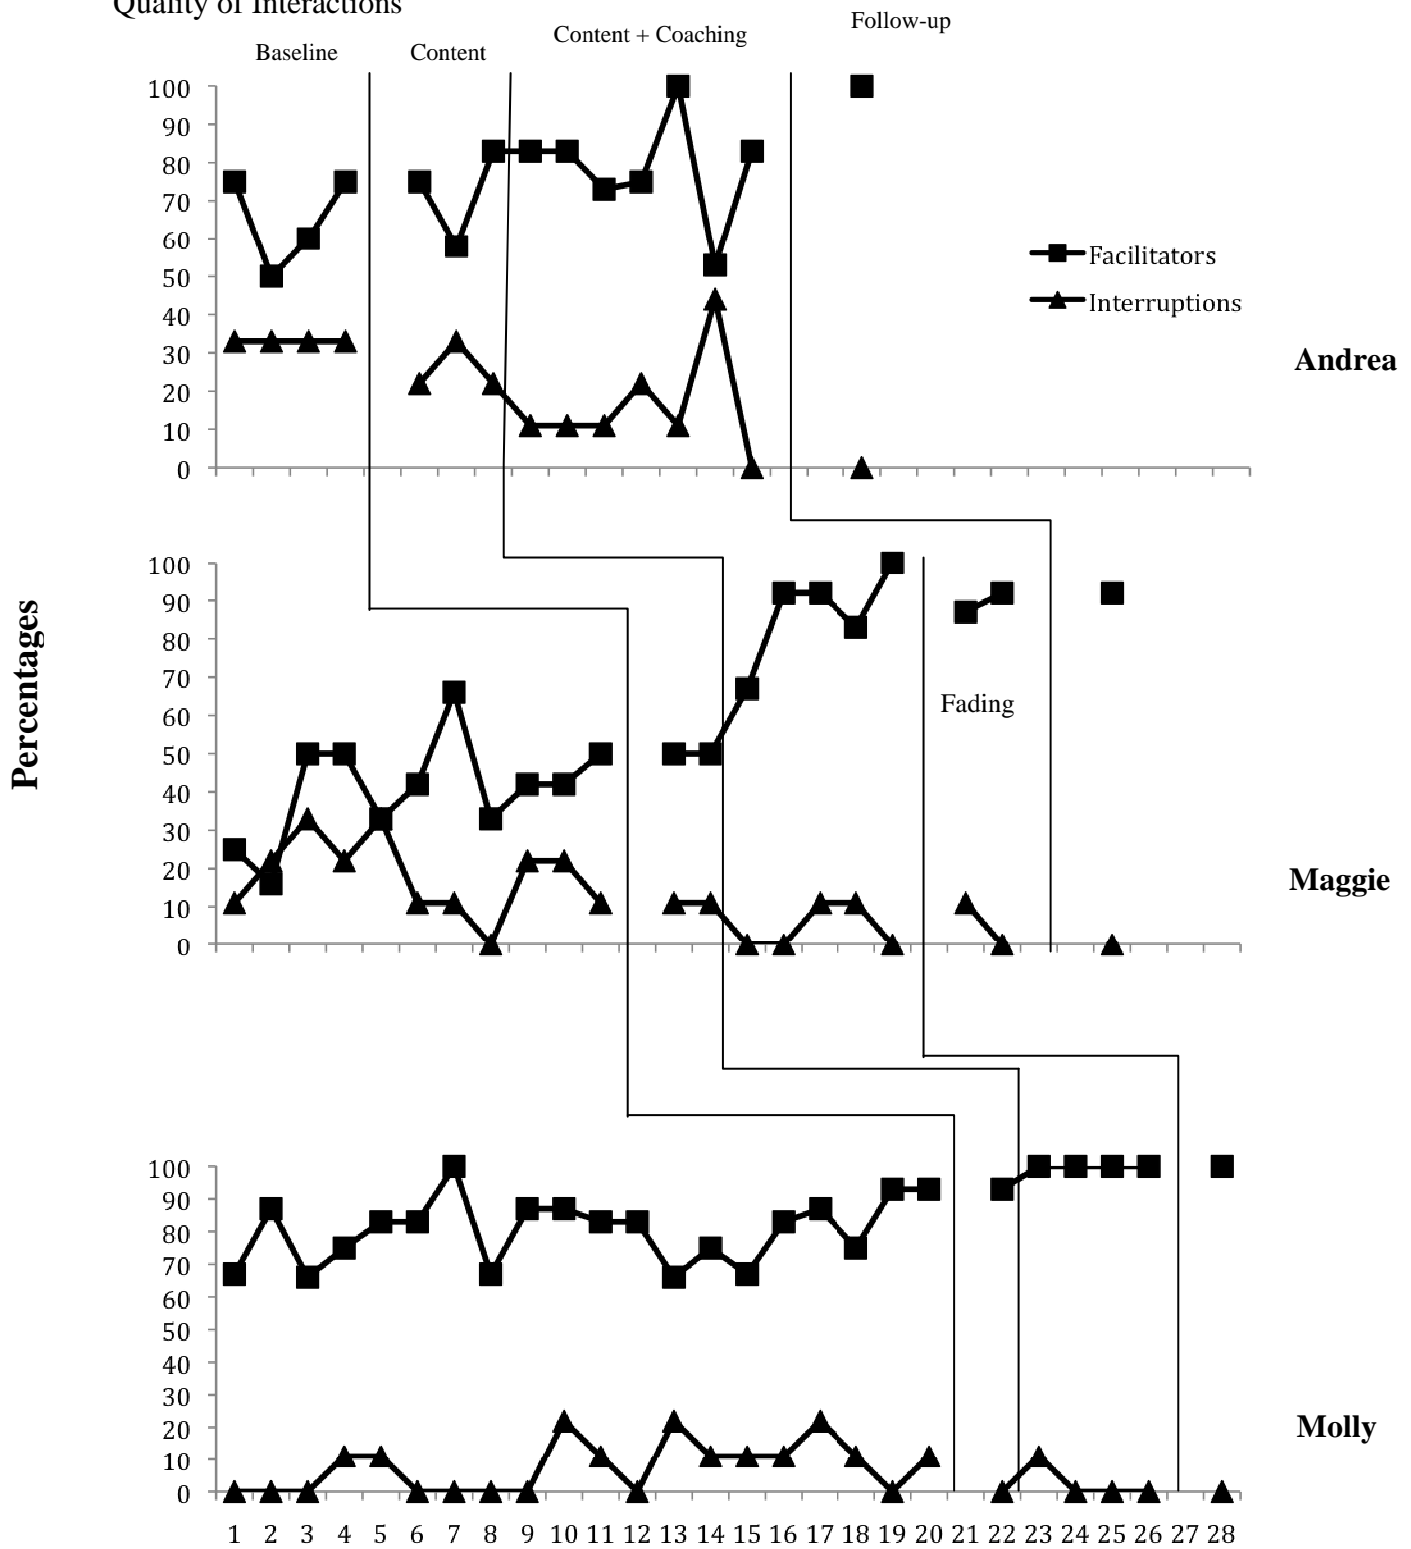 Quality of Interactions
Baseline
Content
Content + Coaching
Follow-up
100
90
80
70
60
50
40
30
20
10
0
Facilitators
Interruptions
Andrea
Percentages
100
90
80
70
60
50
40
30
20
10
0
Fading
Maggie
100
90
80
70
60
50
40
30
20
10
0
Molly
1 2 3 4 5 6 7 8 9 10 11 12 13 14 15 16 17 18 19 20 21 22 23 24 25 26 27 28